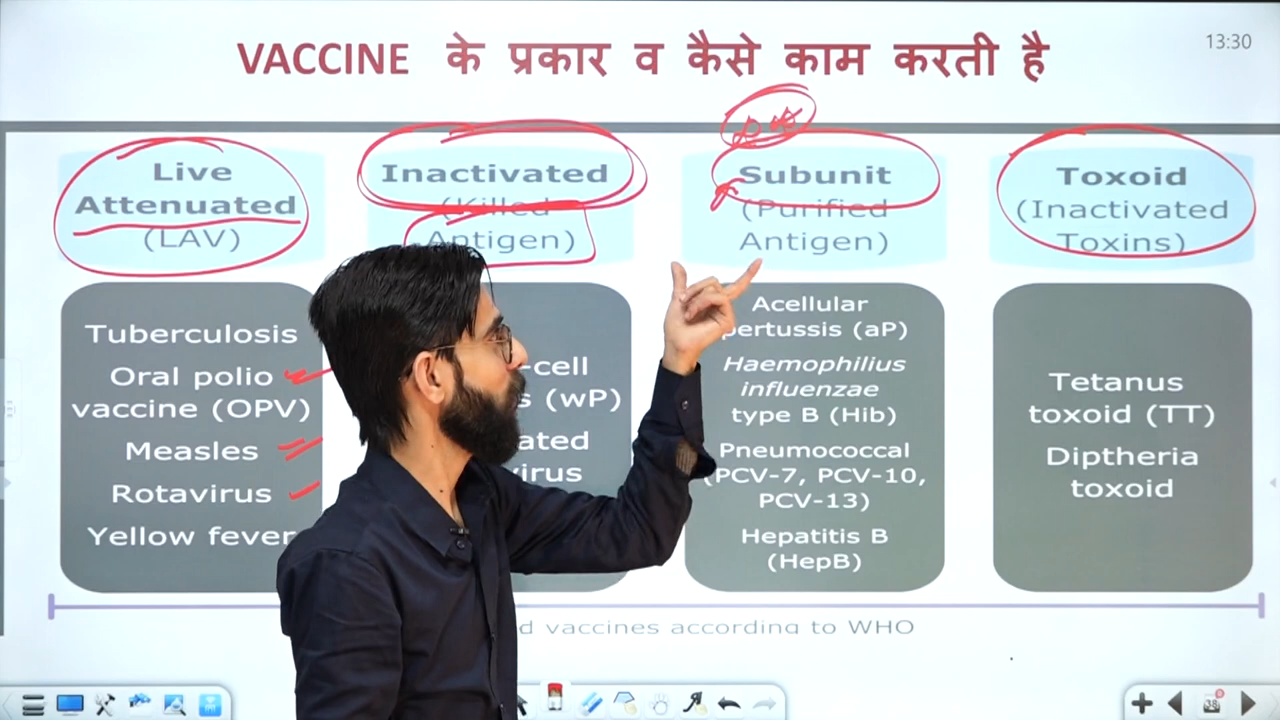 VACCINE के प्रकार व कैसे काम करती है
13:30
Live
Attenuated
(LAV)
Inactivated
(Killed
Antigen)
Subunit
(Purified
Antigen)
Toxoid
(Inactivated
Toxins)
Tuberculosis
Oral polio
vaccine (OPV)
Measles
Rotavirus
Yellow fever
-cell
(wP)
Acellular
pertussis (aP)
Haemophilius
influenzae
type B (Hib)
Pneumococcal
(PCV-7, PCV-10,
PCV-13)
Hepatitis B
(HepB)
Tetanus
toxoid (TT)
Diptheria
toxoid
vaccines according to WHO
38